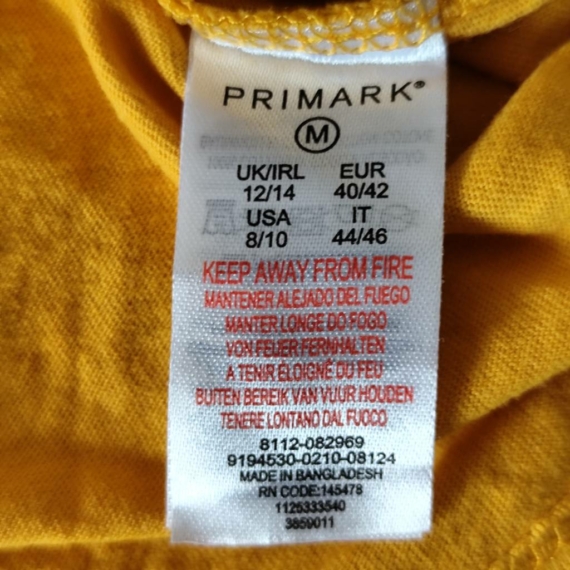 PRIMARK®
M
UK/IRL EUR
12/14 40/42
USA IT
8/10 44/46
KEEP AWAY FROM FIRE
MANTENER ALEJADO DEL FUEGO
MANTER LONGE DO FOGO
VON FEUER FERNHALTEN
A TENIR ÉLOIGNÉ DU FEU
BUITEN BEREIK VAN VUUR HOUDEN
TENERE LONTANO DAL FUOCO
8112-082969
9194530-0210-08124
MADE IN BANGLADESH
RN CODE:145478
1125333540
3859011